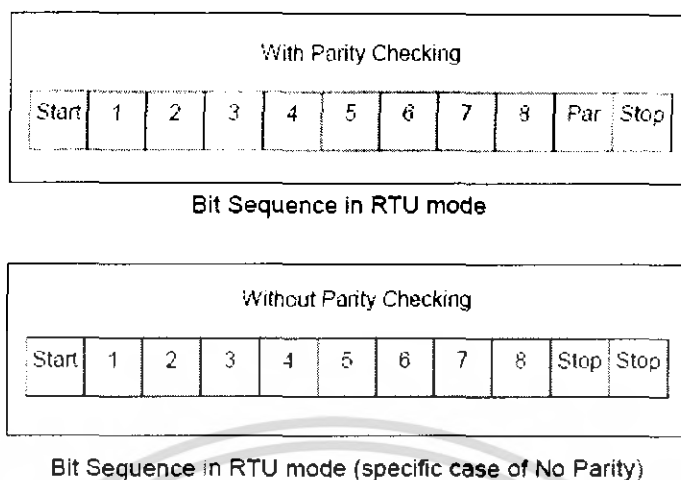 With Parity Checking
Start 1 2 3 4 5 6 7 8 Par Stop
Bit Sequence in RTU mode
Without Parity Checking
Start 1 2 3 4 5 6 7 8 Stop Stop
Bit Sequence in RTU mode (specific case of No Parity)